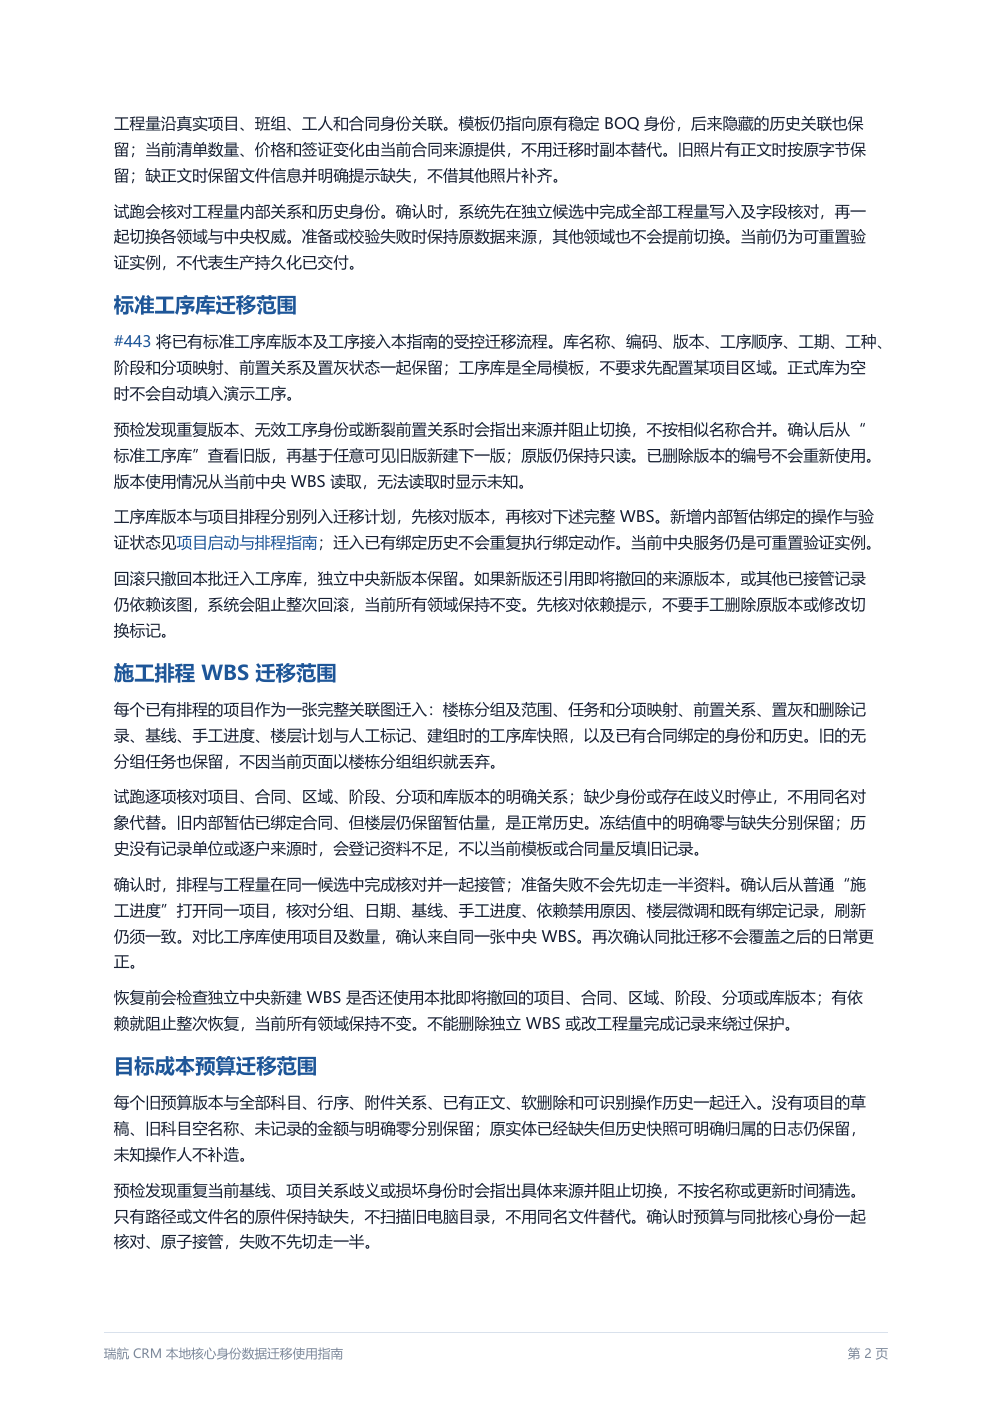 工程量沿真实项目、班组、工人和合同身份关联。模板仍指向原有稳定 BOQ 身份，后来隐藏的历史关联也保
留；当前清单数量、价格和签证变化由当前合同来源提供，不用迁移时副本替代。旧照片有正文时按原字节保
留；缺正文时保留文件信息并明确提示缺失，不借其他照片补齐。
试跑会核对工程量内部关系和历史身份。确认时，系统先在独立候选中完成全部工程量写入及字段核对，再一
起切换各领域与中央权威。准备或校验失败时保持原数据来源，其他领域也不会提前切换。当前仍为可重置验
证实例，不代表生产持久化已交付。
标准工序库迁移范围
#443 将已有标准工序库版本及工序接入本指南的受控迁移流程。库名称、编码、版本、工序顺序、工期、工种、
阶段和分项映射、前置关系及置灰状态一起保留；工序库是全局模板，不要求先配置某项目区域。正式库为空
时不会自动填入演示工序。
预检发现重复版本、无效工序身份或断裂前置关系时会指出来源并阻止切换，不按相似名称合并。确认后从“
标准工序库”查看旧版，再基于任意可见旧版新建下一版；原版仍保持只读。已删除版本的编号不会重新使用。
版本使用情况从当前中央 WBS 读取，无法读取时显示未知。
工序库版本与项目排程分别列入迁移计划，先核对版本，再核对下述完整 WBS。新增内部暂估绑定的操作与验
证状态见项目启动与排程指南；迁入已有绑定历史不会重复执行绑定动作。当前中央服务仍是可重置验证实例。
回滚只撤回本批迁入工序库，独立中央新版本保留。如果新版还引用即将撤回的来源版本，或其他已接管记录
仍依赖该图，系统会阻止整次回滚，当前所有领域保持不变。先核对依赖提示，不要手工删除原版本或修改切
换标记。
施工排程 WBS 迁移范围
每个已有排程的项目作为一张完整关联图迁入：楼栋分组及范围、任务和分项映射、前置关系、置灰和删除记
录、基线、手工进度、楼层计划与人工标记、建组时的工序库快照，以及已有合同绑定的身份和历史。旧的无
分组任务也保留，不因当前页面以楼栋分组组织就丢弃。
试跑逐项核对项目、合同、区域、阶段、分项和库版本的明确关系；缺少身份或存在歧义时停止，不用同名对
象代替。旧内部暂估已绑定合同、但楼层仍保留暂估量，是正常历史。冻结值中的明确零与缺失分别保留；历
史没有记录单位或逐户来源时，会登记资料不足，不以当前模板或合同量反填旧记录。
确认时，排程与工程量在同一候选中完成核对并一起接管；准备失败不会先切走一半资料。确认后从普通“施
工进度”打开同一项目，核对分组、日期、基线、手工进度、依赖禁用原因、楼层微调和既有绑定记录，刷新
仍须一致。对比工序库使用项目及数量，确认来自同一张中央 WBS。再次确认同批迁移不会覆盖之后的日常更
正。
恢复前会检查独立中央新建 WBS 是否还使用本批即将撤回的项目、合同、区域、阶段、分项或库版本；有依
赖就阻止整次恢复，当前所有领域保持不变。不能删除独立 WBS 或改工程量完成记录来绕过保护。
目标成本预算迁移范围
每个旧预算版本与全部科目、行序、附件关系、已有正文、软删除和可识别操作历史一起迁入。没有项目的草
稿、旧科目空名称、未记录的金额与明确零分别保留；原实体已经缺失但历史快照可明确归属的日志仍保留，
未知操作人不补造。
预检发现重复当前基线、项目关系歧义或损坏身份时会指出具体来源并阻止切换，不按名称或更新时间猜选。
只有路径或文件名的原件保持缺失，不扫描旧电脑目录，不用同名文件替代。确认时预算与同批核心身份一起
核对、原子接管，失败不先切走一半。
瑞航 CRM 本地核心身份数据迁移使用指南
第 2 页